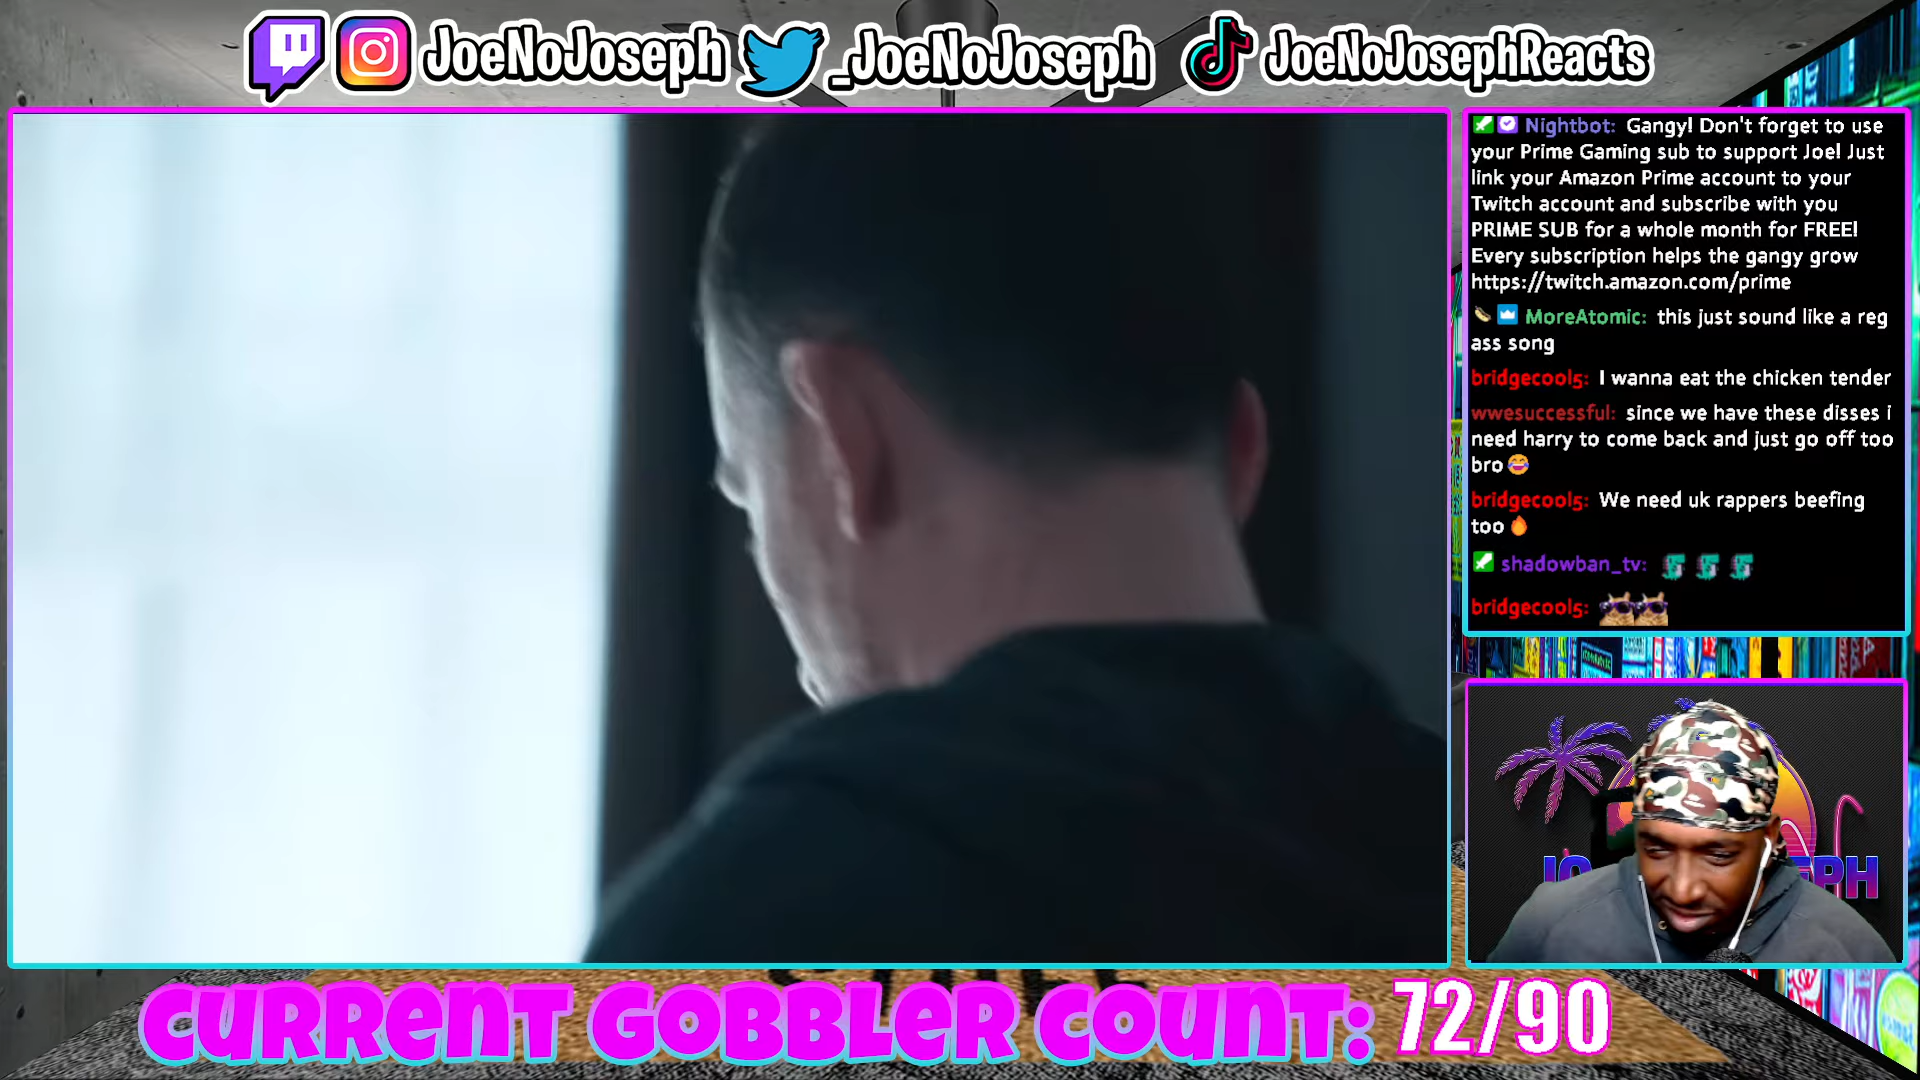 JoeNoJoseph _JoeNoJoseph JoeNoJosephReacts
Nightbot: Gangy! Don't forget to use
your Prime Gaming sub to support Joe! Just
link your Amazon Prime account to your
Twitch account and subscribe with you
PRIME SUB for a whole month for FREE!
Every subscription helps the gangy grow
https://twitch.amazon.com/prime
MoreAtomic: this just sound like a reg
ass song
bridgecool5: I wanna eat the chicken tender
wwesuccessful: since we have these disses i
need harry to come back and just go off too
bro
bridgecool5: We need uk rappers beefing
too
shadowban_tv:
bridgecool5:
CURRENT GOBBLER COUNT: 72/90